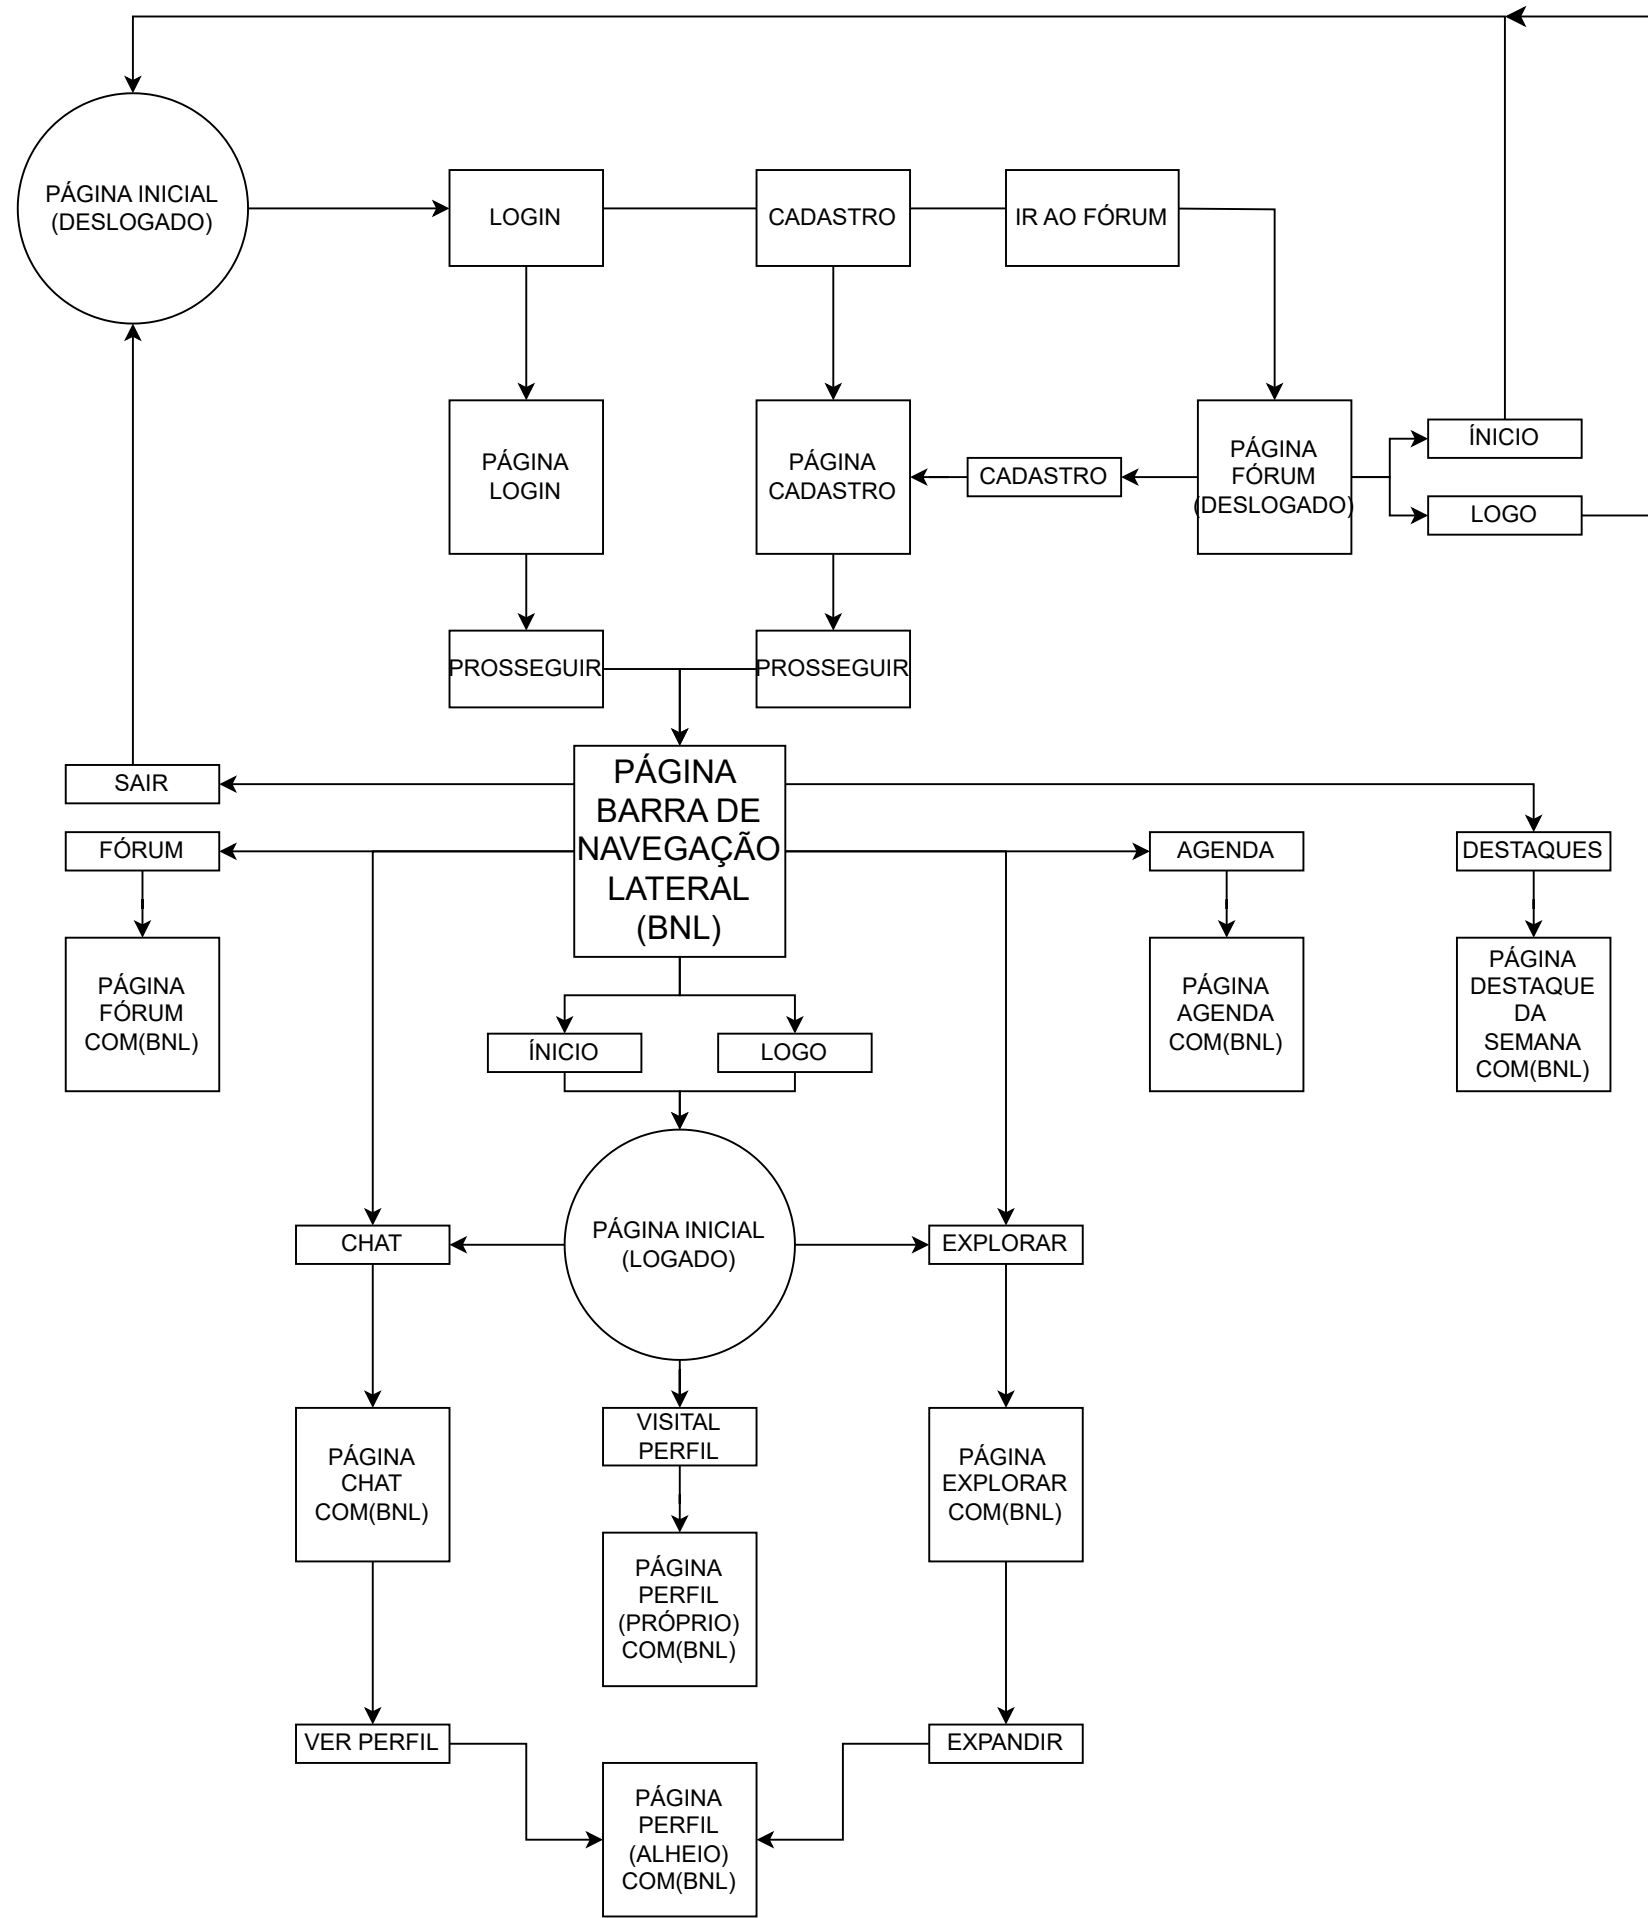 PÁGINA INICIAL
(DESLOGADO)
LOGIN
CADASTRO
IR AO FÓRUM
PÁGINA
LOGIN
PÁGINA
CADASTRO
CADASTRO
PÁGINA
FÓRUM
(DESLOGADO)
ÍNICIO
LOGO
PROSSEGUIR
PROSSEGUIR
PÁGINA
BARRA DE
NAVEGAÇÃO
LATERAL
(BNL)
SAIR
FÓRUM
AGENDA
DESTAQUES
PÁGINA
FÓRUM
COM(BNL)
PÁGINA
AGENDA
COM(BNL)
PÁGINA
DESTAQUE
DA
SEMANA
COM(BNL)
ÍNICIO
LOGO
PÁGINA INICIAL
(LOGADO)
CHAT
EXPLORAR
VISITAL
PERFIL
PÁGINA
CHAT
COM(BNL)
PÁGINA
EXPLORAR
COM(BNL)
PÁGINA
PERFIL
(PRÓPRIO)
COM(BNL)
VER PERFIL
EXPANDIR
PÁGINA
PERFIL
(ALHEIO)
COM(BNL)